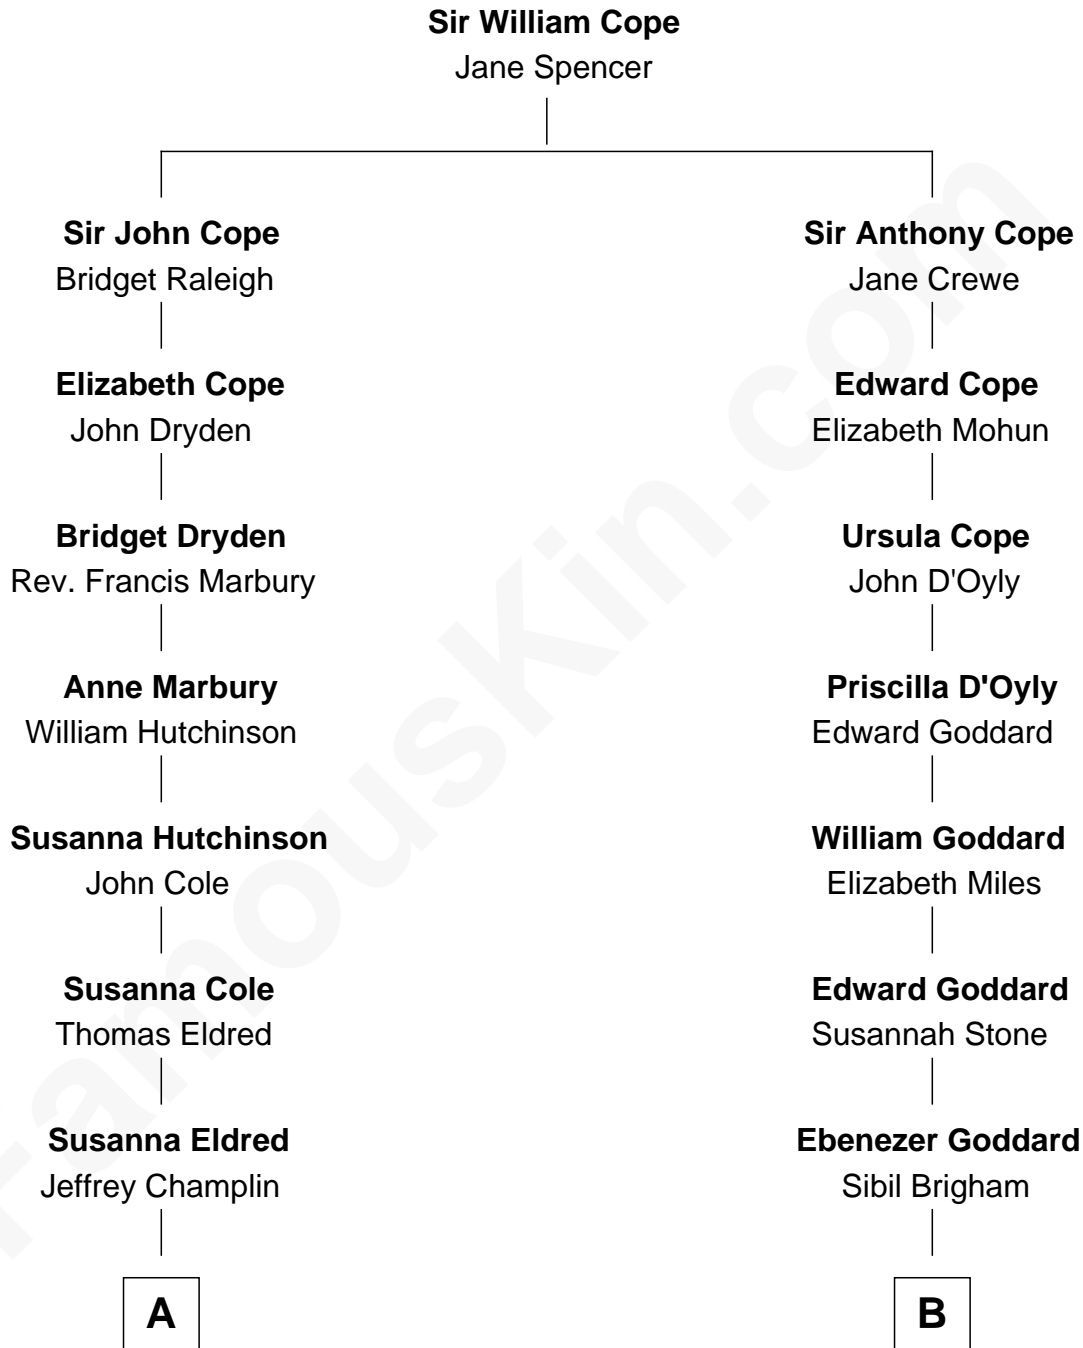 Sir William Cope
Jane Spencer
Sir John Cope
Bridget Raleigh
Elizabeth Cope
John Dryden
Bridget Dryden
Rev. Francis Marbury
Anne Marbury
William Hutchinson
Susanna Hutchinson
John Cole
Susanna Cole
Thomas Eldred
Susanna Eldred
Jeffrey Champlin
A
Sir Anthony Cope
Jane Crewe
Edward Cope
Elizabeth Mohun
Ursula Cope
John D'Oyly
Priscilla D'Oyly
Edward Goddard
William Goddard
Elizabeth Miles
Edward Goddard
Susannah Stone
Ebenezer Goddard
Sibil Brigham
B
FamousKin.com